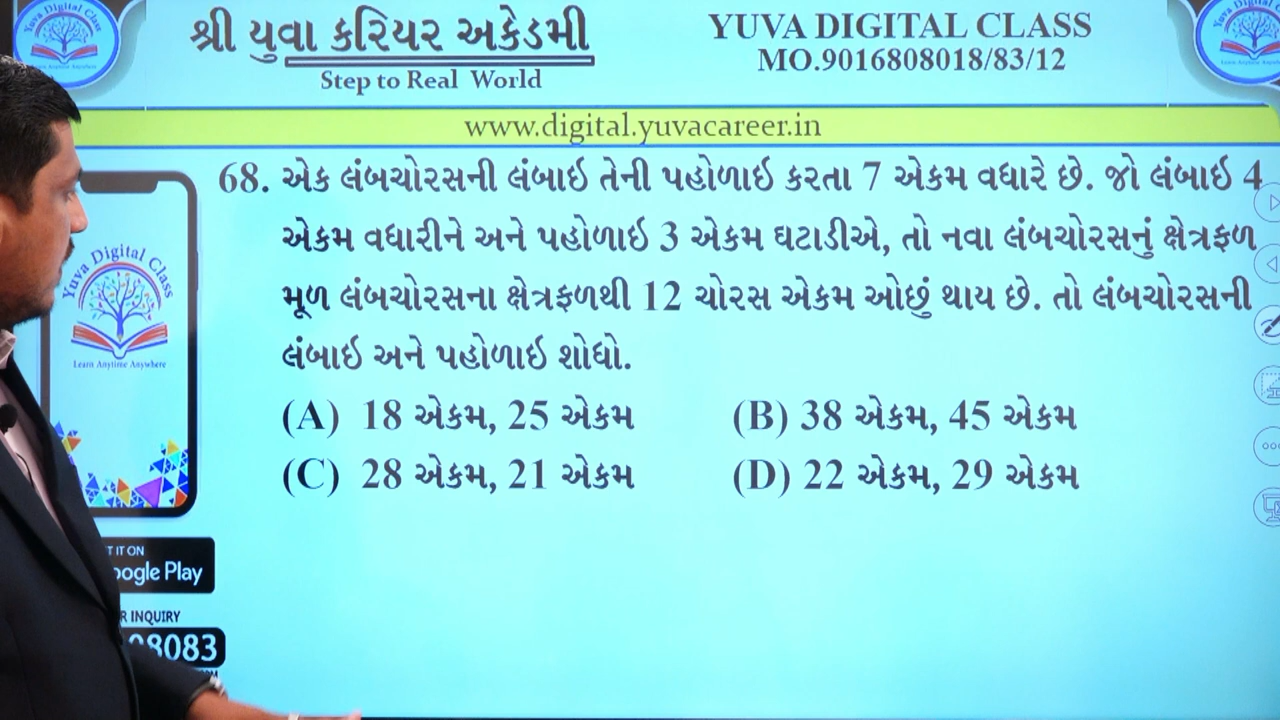 Yuva Digital Class
શ્રી યુવા કરિયર અકેડમી
Step to Real World
YUVA DIGITAL CLASS
MO.9016808018/83/12
www.digital.yuvacareer.in
68. એક લંબચોરસની લંબાઇ તેની પહોળાઇ કરતા 7 એકમ વધારે છે. જો લંબાઇ 4
એકમ વધારીને અને પહોળાઇ 3 એકમ ઘટાડીએ, તો નવા લંબચોરસનું ક્ષેત્રફળ
મૂળ લંબચોરસના ક્ષેત્રફળથી 12 ચોરસ એકમ ઓછું થાય છે. તો લંબચોરસની
લંબાઇ અને પહોળાઇ શોધો.
(A) 18 એકમ, 25 એકમ
(B) 38 એકમ, 45 એકમ
(C) 28 એકમ, 21 એકમ
(D) 22 એકમ, 29 એકમ
Yuva Digital Class
Learn Anytime Anywhere
T IT ON
oogle Play
R INQUIRY
08083